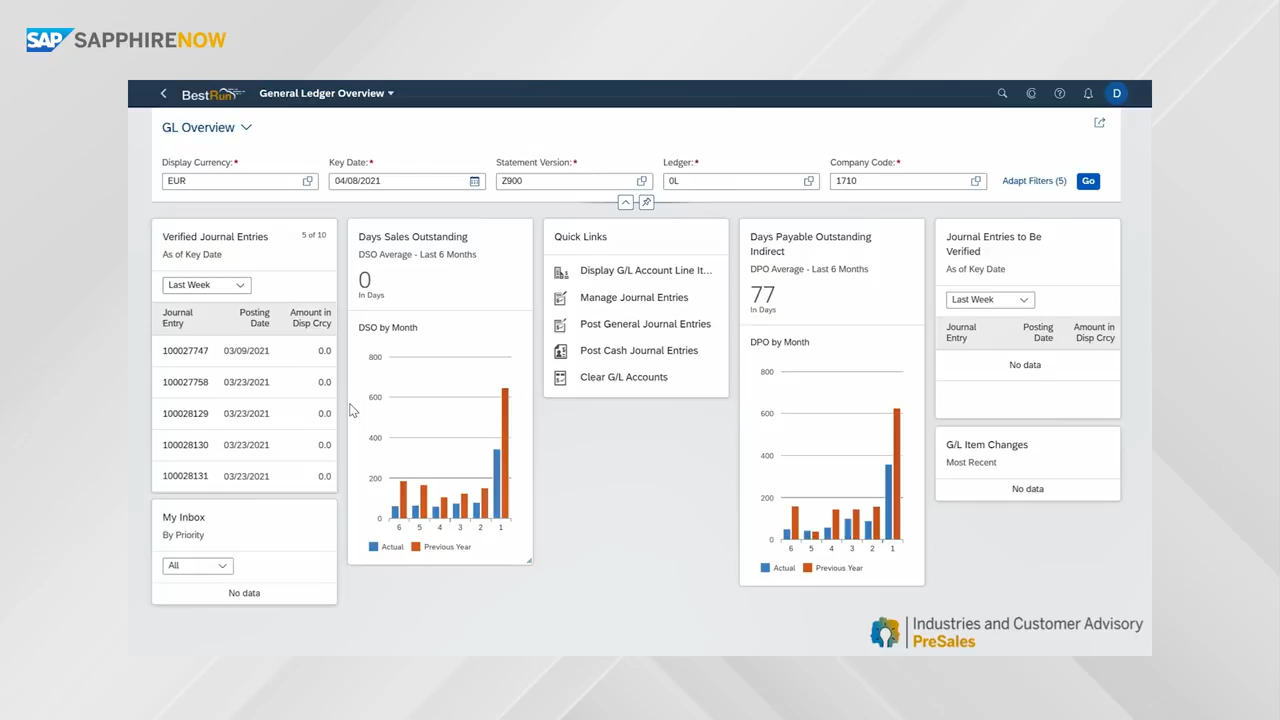 SAP SAPPHIRENOW
BestRun General Ledger Overview D
GL Overview
Display Currency:* Key Date:* Statement Version:* Ledger:* Company Code:*
EUR 04/08/2021 Z900 0L 1710 Adapt Filters (5) Go
Verified Journal Entries 5 of 10
As of Key Date
Last Week
Journal Entry Posting Date Amount in Disp Crcy
100027747 03/09/2021 0.0
100027758 03/23/2021 0.0
100028129 03/23/2021 0.0
100028130 03/23/2021 0.0
100028131 03/23/2021 0.0
My Inbox
By Priority
All
No data
Days Sales Outstanding
DSO Average - Last 6 Months
0
In Days
DSO by Month
800
600
400
200
0
6 5 4 3 2 1
Actual Previous Year
Quick Links
Display G/L Account Line It...
Manage Journal Entries
Post General Journal Entries
Post Cash Journal Entries
Clear G/L Accounts
Days Payable Outstanding
Indirect
DPO Average - Last 6 Months
77
In Days
DPO by Month
800
600
400
200
0
6 5 4 3 2 1
Actual Previous Year
Journal Entries to Be
Verified
As of Key Date
Last Week
Journal Entry Posting Date Amount in Disp Crcy
No data
G/L Item Changes
Most Recent
No data
Industries and Customer Advisory
PreSales